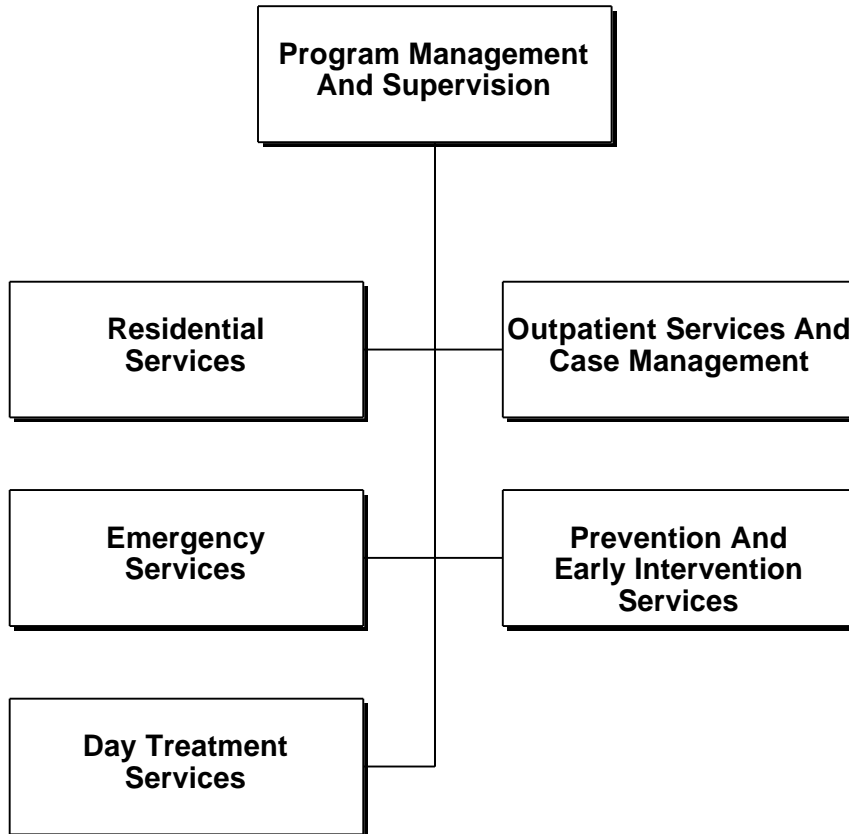 Program Management
And Supervision
Residential
Services
Outpatient Services And
Case Management
Emergency
Services
Prevention And
Early Intervention
Services
Day Treatment
Services